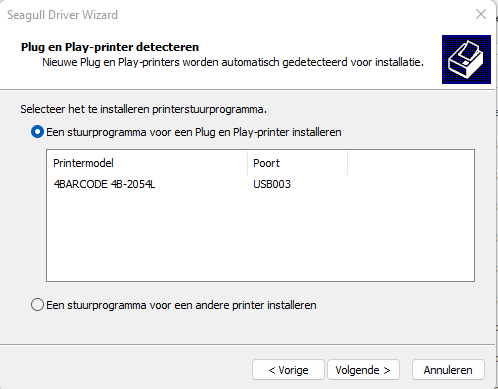 Seagull Driver Wizard
Plug en Play-printer detecteren
Nieuwe Plug en Play-printers worden automatisch gedetecteerd voor installatie.
Selecteer het te installeren printerstuurprogramma.
Een stuurprogramma voor een Plug en Play-printer installeren
Printermodel Poort
4BARCODE 4B-2054L USB003
Een stuurprogramma voor een andere printer installeren
< Vorige Volgende > Annuleren